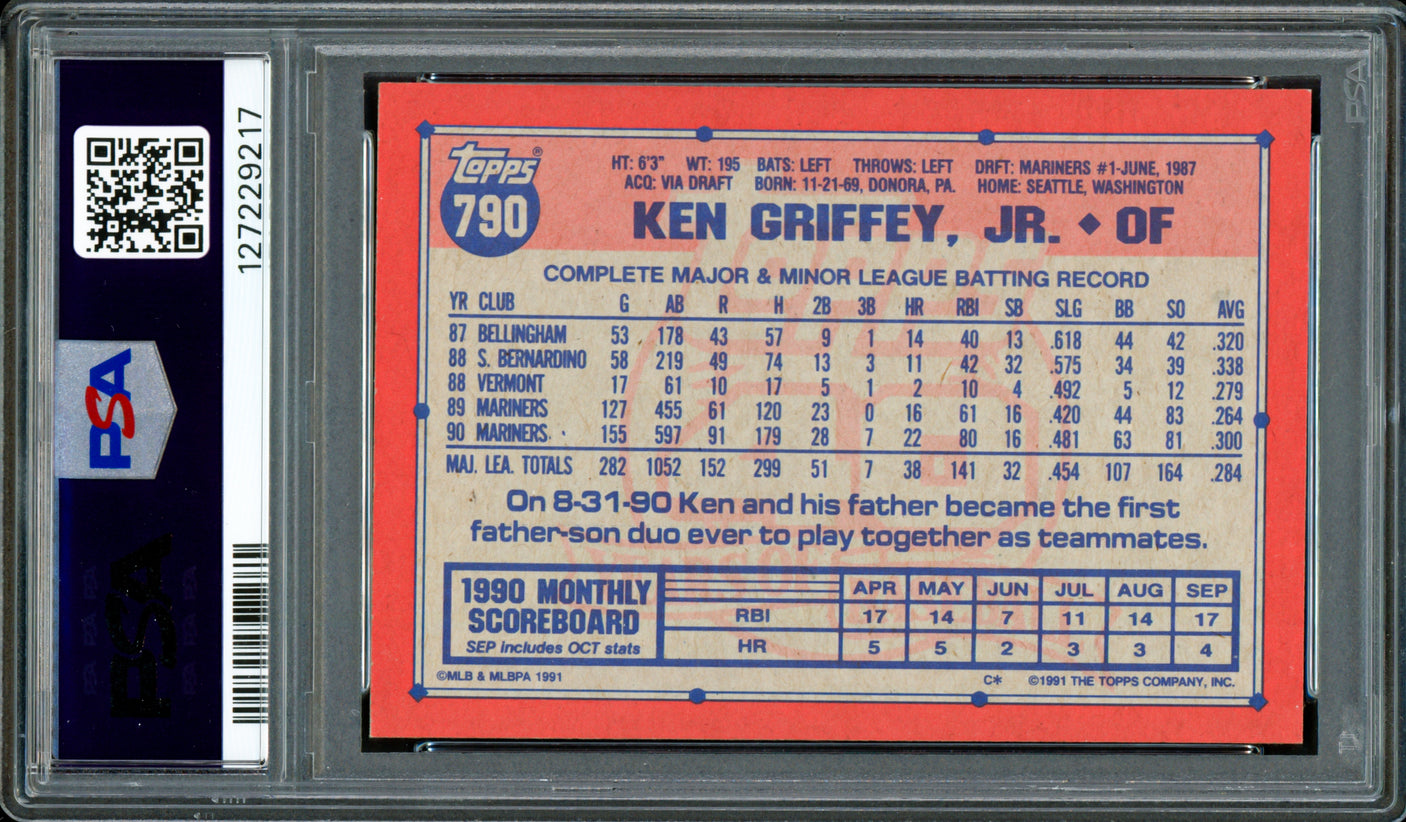 127229217
PSA
PSA
PSA
TOPPS®
790
HT: 6'3" WT: 195 BATS: LEFT THROWS: LEFT DRFT: MARINERS #1-JUNE, 1987
ACQ: VIA DRAFT BORN: 11-21-69, DONORA, PA. HOME: SEATTLE, WASHINGTON
KEN GRIFFEY, JR. ◆ OF
COMPLETE MAJOR & MINOR LEAGUE BATTING RECORD
YR CLUB G AB R H 2B 3B HR RBI SB SLG BB SO AVG
87 BELLINGHAM 53 178 43 57 9 1 14 40 13 .618 44 42 .320
88 S. BERNARDINO 58 219 49 74 13 3 11 42 32 .575 34 39 .338
88 VERMONT 17 61 10 17 5 1 2 10 4 .492 5 12 .279
89 MARINERS 127 455 61 120 23 0 16 61 16 .420 44 83 .264
90 MARINERS 155 597 91 179 28 7 22 80 16 .481 63 81 .300
MAJ. LEA. TOTALS 282 1052 152 299 51 7 38 141 32 .454 107 164 .284
On 8-31-90 Ken and his father became the first
father-son duo ever to play together as teammates.
1990 MONTHLY
SCOREBOARD
SEP includes OCT stats
APR MAY JUN JUL AUG SEP
RBI 17 14 7 11 14 17
HR 5 5 2 3 3 4
©MLB & MLBPA 1991 C* ©1991 THE TOPPS COMPANY, INC.